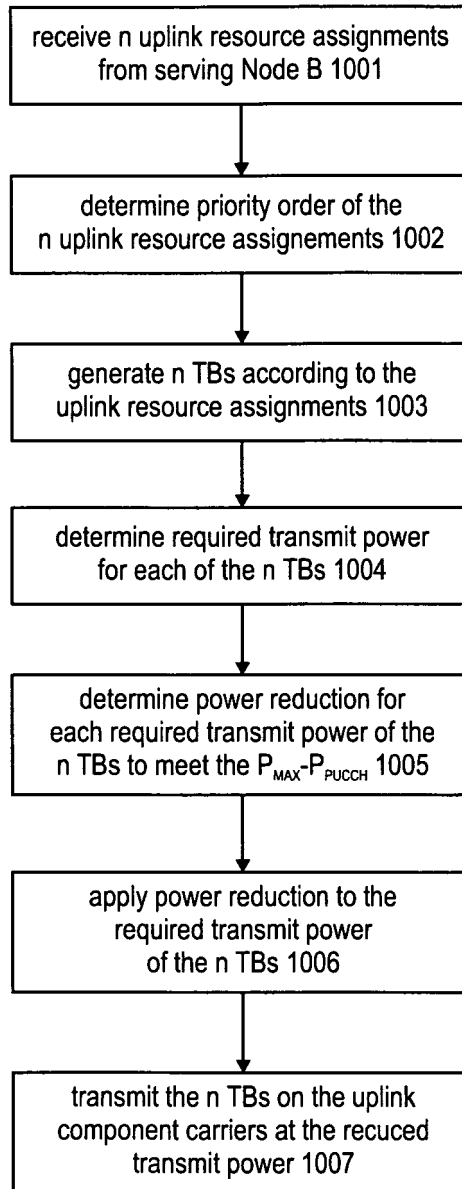 receive n uplink resource assignments
from serving Node B 1001
determine priority order of the
n uplink resource assignements 1002
generate n TBs according to the
uplink resource assignments 1003
determine required transmit power
for each of the n TBs 1004
determine power reduction for
each required transmit power of the
n TBs to meet the PMAX-PPUCCH 1005
apply power reduction to the
required transmit power
of the n TBs 1006
transmit the n TBs on the uplink
component carriers at the recuced
transmit power 1007